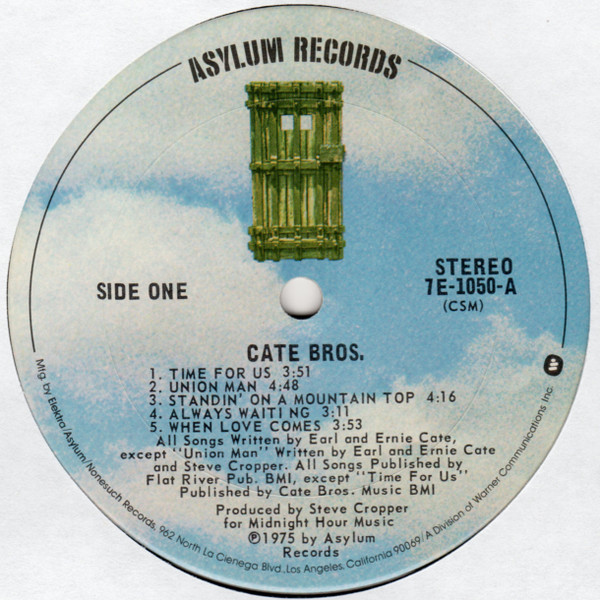 ASYLUM RECORDS
SIDE ONE
STEREO
7E-1050-A
(CSM)
CATE BROS.
1. TIME FOR US 3:51
2. UNION MAN 4:48
3. STANDIN' ON A MOUNTAIN TOP 4:16
4. ALWAYS WAITING 3:11
5. WHEN LOVE COMES 3:53
All Songs Written by Earl and Ernie Cate,
except "Union Man" Written by Earl and Ernie Cate
and Steve Cropper. All Songs Published by
Flat River Pub. BMI, except "Time For Us"
Published by Cate Bros. Music BMI
Produced by Steve Cropper
for Midnight Hour Music
Ⓟ1975 by Asylum
Records
Mfg. by Elektra/Asylum/Nonesuch Records, 962 North La Cienega Blvd., Los Angeles, California 90069/A Division of Warner Communications Inc.